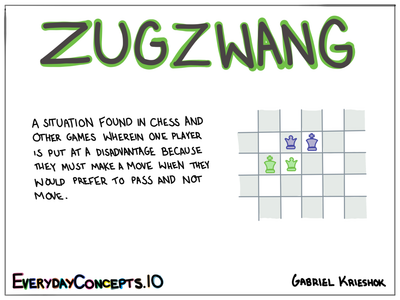 ZUGZWANG
A SITUATION FOUND IN CHESS AND
OTHER GAMES WHEREIN ONE PLAYER
IS PUT AT A DISADVANTAGE BECAUSE
THEY MUST MAKE A MOVE WHEN THEY
WOULD PREFER TO PASS AND NOT
MOVE.
EVERYDAYCONCEPTS.IO
GABRIEL KRIESHOK